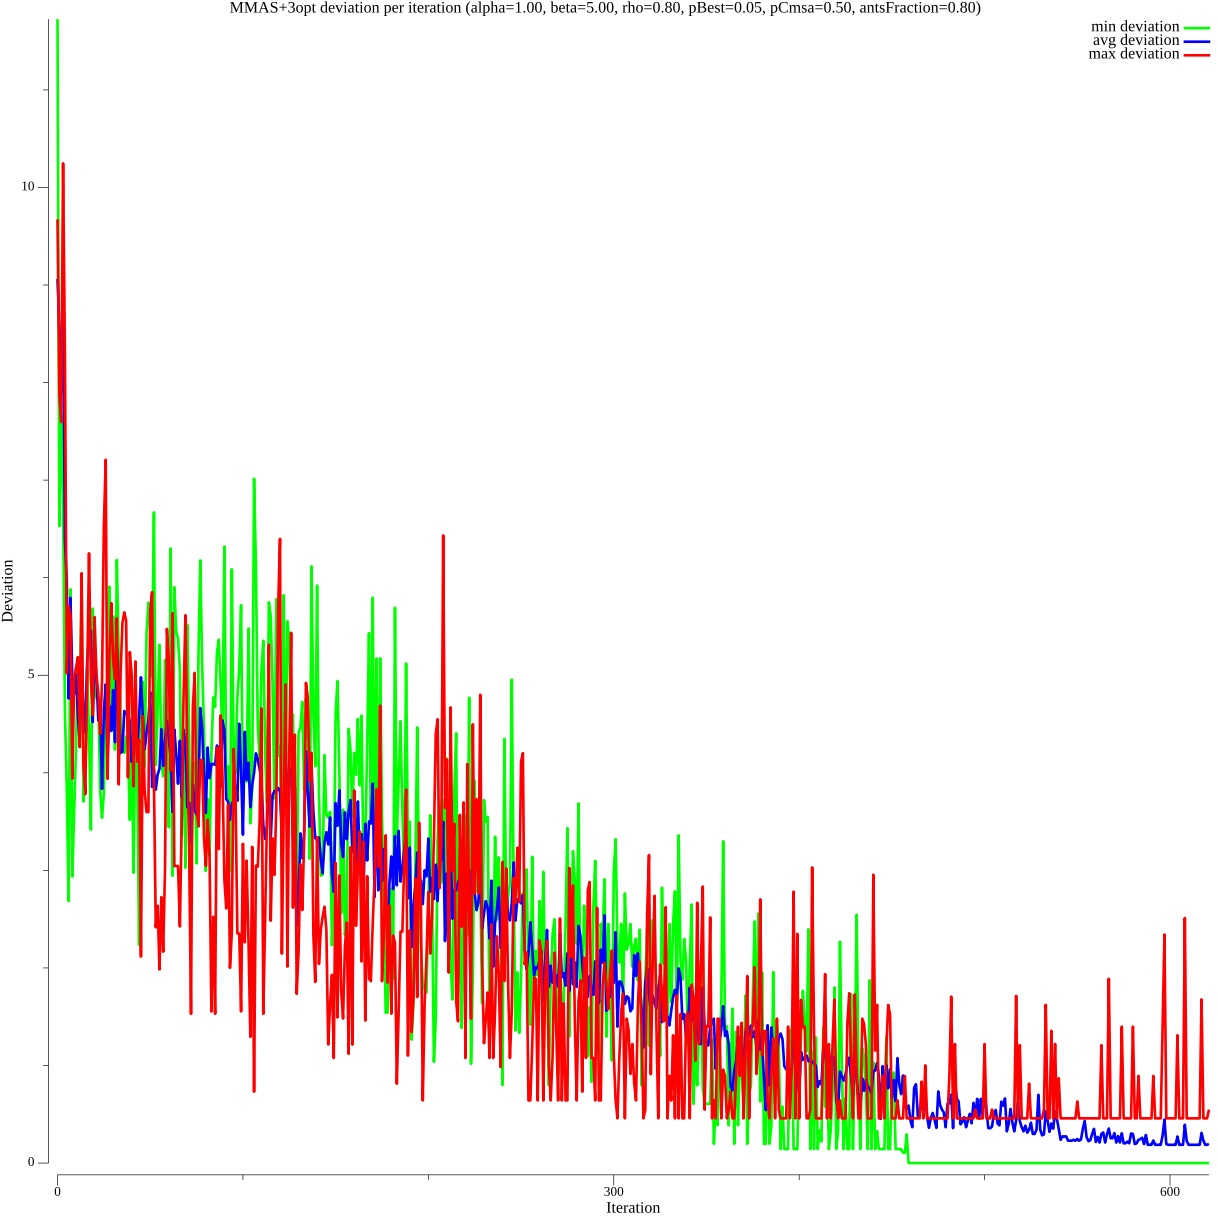 MMAS+3opt deviation per iteration (alpha=1.00, beta=5.00, rho=0.80, pBest=0.05, pCmsa=0.50, antsFraction=0.80)
min deviation
avg deviation
max deviation
10
5
0
Deviation
0
300
600
Iteration